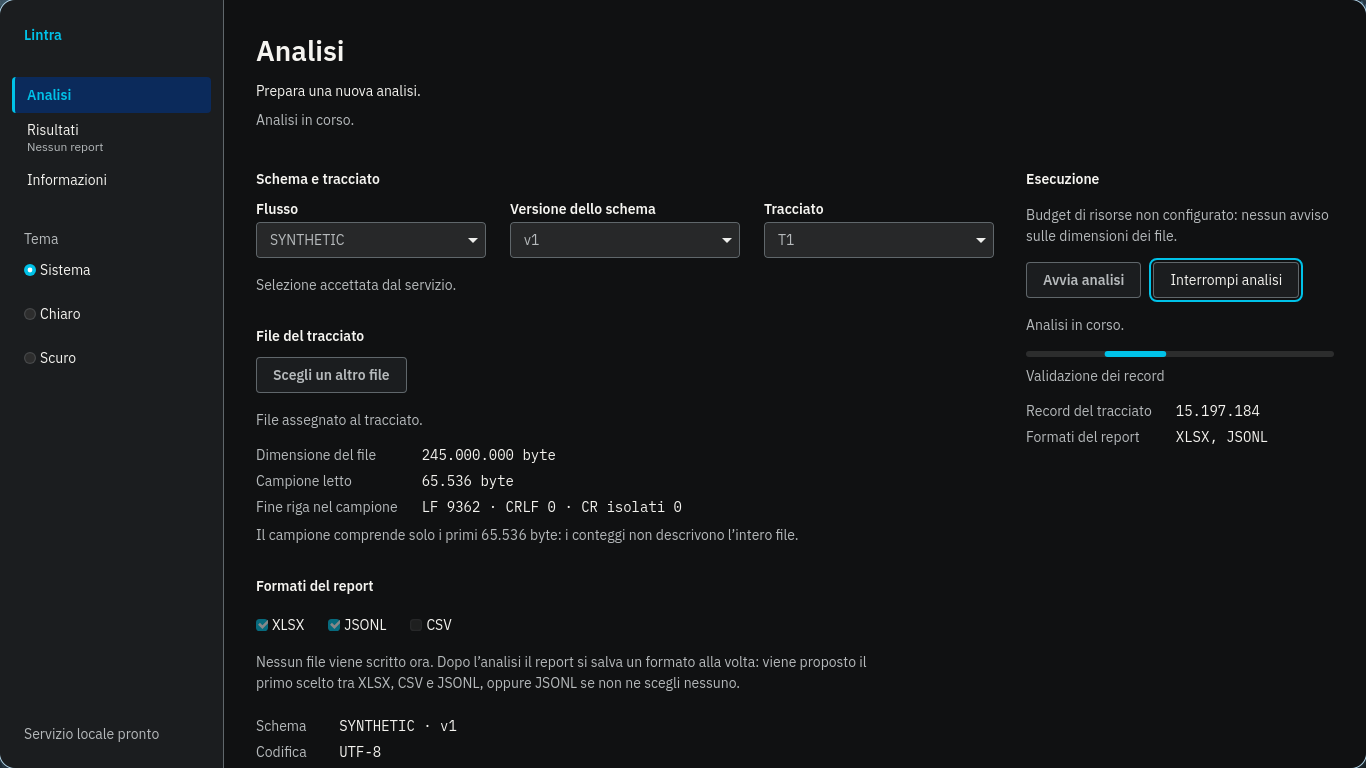 Lintra
Analisi
Risultati
Nessun report
Informazioni
Tema
Sistema
Chiaro
Scuro
Servizio locale pronto
Analisi
Prepara una nuova analisi.
Analisi in corso.
Schema e tracciato
Flusso
SYNTHETIC
Versione dello schema
v1
Tracciato
T1
Selezione accettata dal servizio.
File del tracciato
Scegli un altro file
File assegnato al tracciato.
Dimensione del file 245.000.000 byte
Campione letto 65.536 byte
Fine riga nel campione LF 9362 · CRLF 0 · CR isolati 0
Il campione comprende solo i primi 65.536 byte: i conteggi non descrivono l’intero file.
Formati del report
XLSX JSONL CSV
Nessun file viene scritto ora. Dopo l’analisi il report si salva un formato alla volta: viene proposto il
primo scelto tra XLSX, CSV e JSONL, oppure JSONL se non ne scegli nessuno.
Schema SYNTHETIC · v1
Codifica UTF-8
Esecuzione
Budget di risorse non configurato: nessun avviso
sulle dimensioni dei file.
Avvia analisi Interrompi analisi
Analisi in corso.
Validazione dei record
Record del tracciato 15.197.184
Formati del report XLSX, JSONL